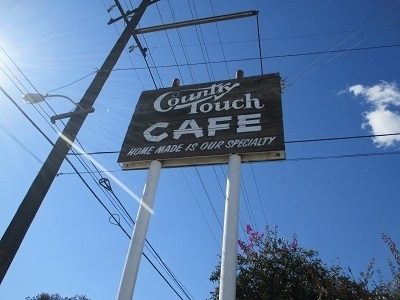 Country
Touch
CAFE
HOME MADE IS OUR SPECIALTY